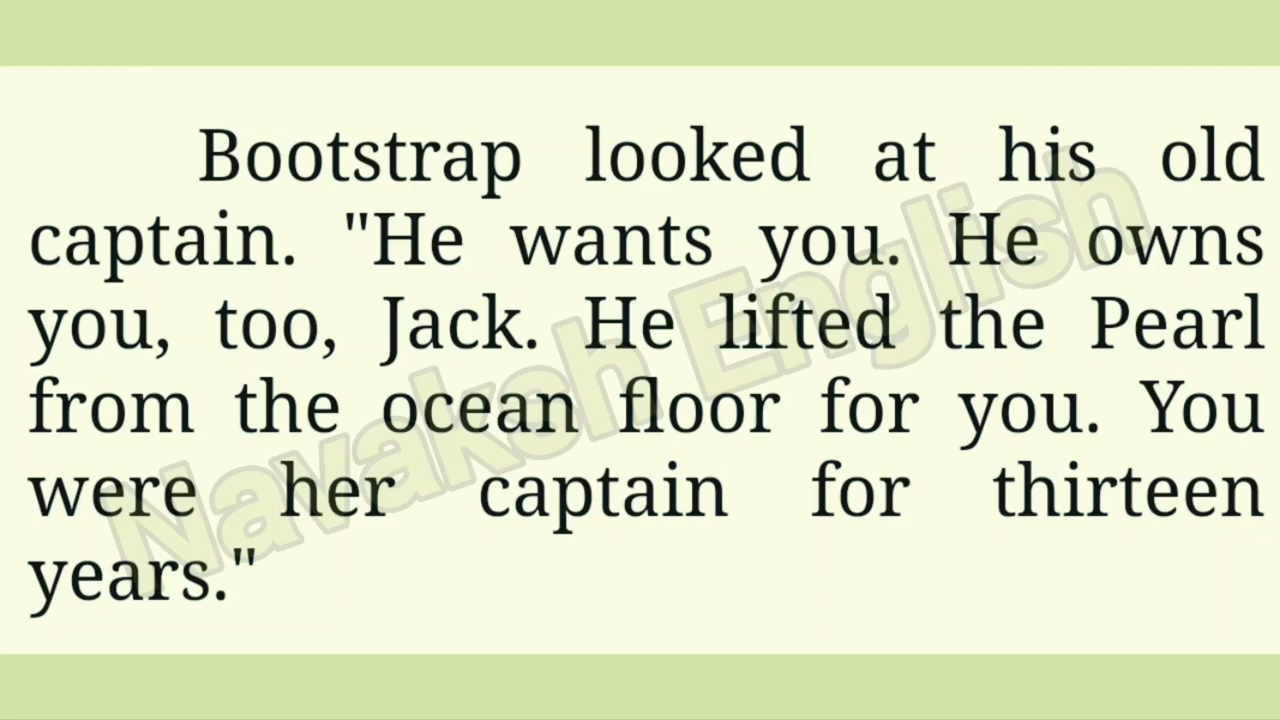 Bootstrap looked at his old
captain. "He wants you. He owns
you, too, Jack. He lifted the Pearl
from the ocean floor for you. You
were her captain for thirteen
years."
Navaksh English